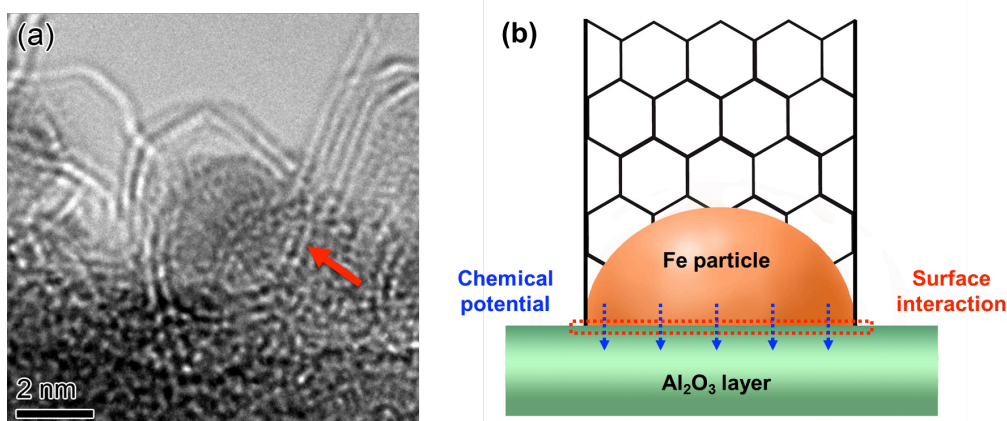 (a)
2 nm
(b)
Fe particle
Chemical
potential
Surface
interaction
Al₂O₃ layer